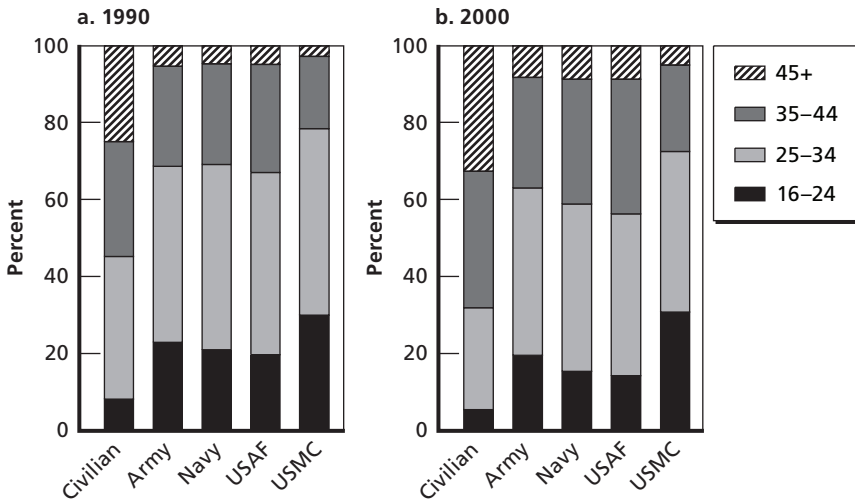 a. 1990
100
80
60
40
20
0
Percent
Civilian
Army
Navy
USAF
USMC
b. 2000
100
80
60
40
20
0
Percent
Civilian
Army
Navy
USAF
USMC
45+
35–44
25–34
16–24